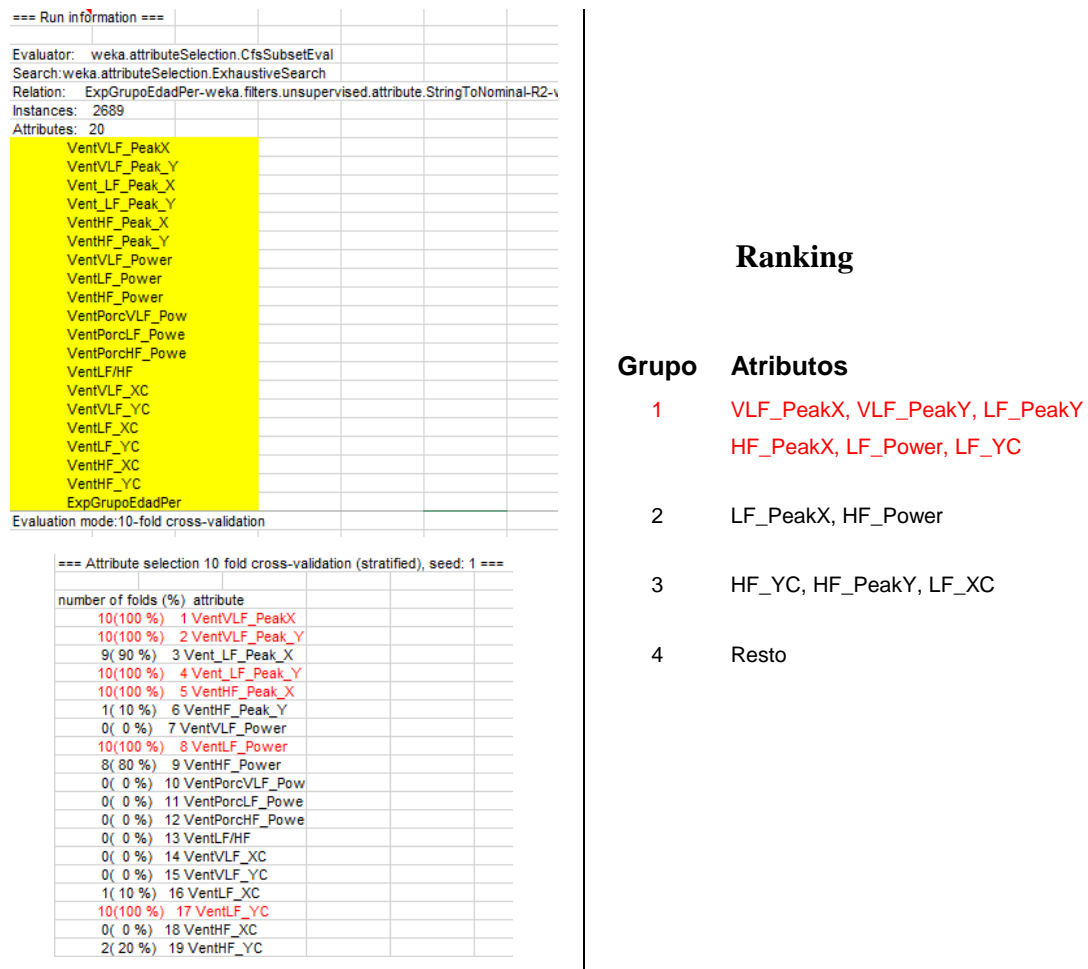 === Run information ===
Evaluator: weka.attributeSelection.CfsSubsetEval
Search:weka.attributeSelection.ExhaustiveSearch
Relation: ExpGrupoEdadPer-weka.filters.unsupervised.attribute.StringToNominal-R2-v
Instances: 2689
Attributes: 20
VentVLF_PeakX
VentVLF_Peak_Y
Vent_LF_Peak_X
Vent_LF_Peak_Y
VentHF_Peak_X
VentHF_Peak_Y
VentVLF_Power
VentLF_Power
VentHF_Power
VentPorcVLF_Pow
VentPorcLF_Powe
VentPorcHF_Powe
VentLF/HF
VentVLF_XC
VentVLF_YC
VentLF_XC
VentLF_YC
VentHF_XC
VentHF_YC
ExpGrupoEdadPer
Evaluation mode:10-fold cross-validation
=== Attribute selection 10 fold cross-validation (stratified), seed: 1 ===
number of folds (%) attribute
10(100 %) 1 VentVLF_PeakX
10(100 %) 2 VentVLF_Peak_Y
9( 90 %) 3 Vent_LF_Peak_X
10(100 %) 4 Vent_LF_Peak_Y
10(100 %) 5 VentHF_Peak_X
1( 10 %) 6 VentHF_Peak_Y
0( 0 %) 7 VentVLF_Power
10(100 %) 8 VentLF_Power
8( 80 %) 9 VentHF_Power
0( 0 %) 10 VentPorcVLF_Pow
0( 0 %) 11 VentPorcLF_Powe
0( 0 %) 12 VentPorcHF_Powe
0( 0 %) 13 VentLF/HF
0( 0 %) 14 VentVLF_XC
0( 0 %) 15 VentVLF_YC
1( 10 %) 16 VentLF_XC
10(100 %) 17 VentLF_YC
0( 0 %) 18 VentHF_XC
2( 20 %) 19 VentHF_YC
Ranking
Grupo Atributos
1 VLF_PeakX, VLF_PeakY, LF_PeakY
HF_PeakX, LF_Power, LF_YC
2 LF_PeakX, HF_Power
3 HF_YC, HF_PeakY, LF_XC
4 Resto